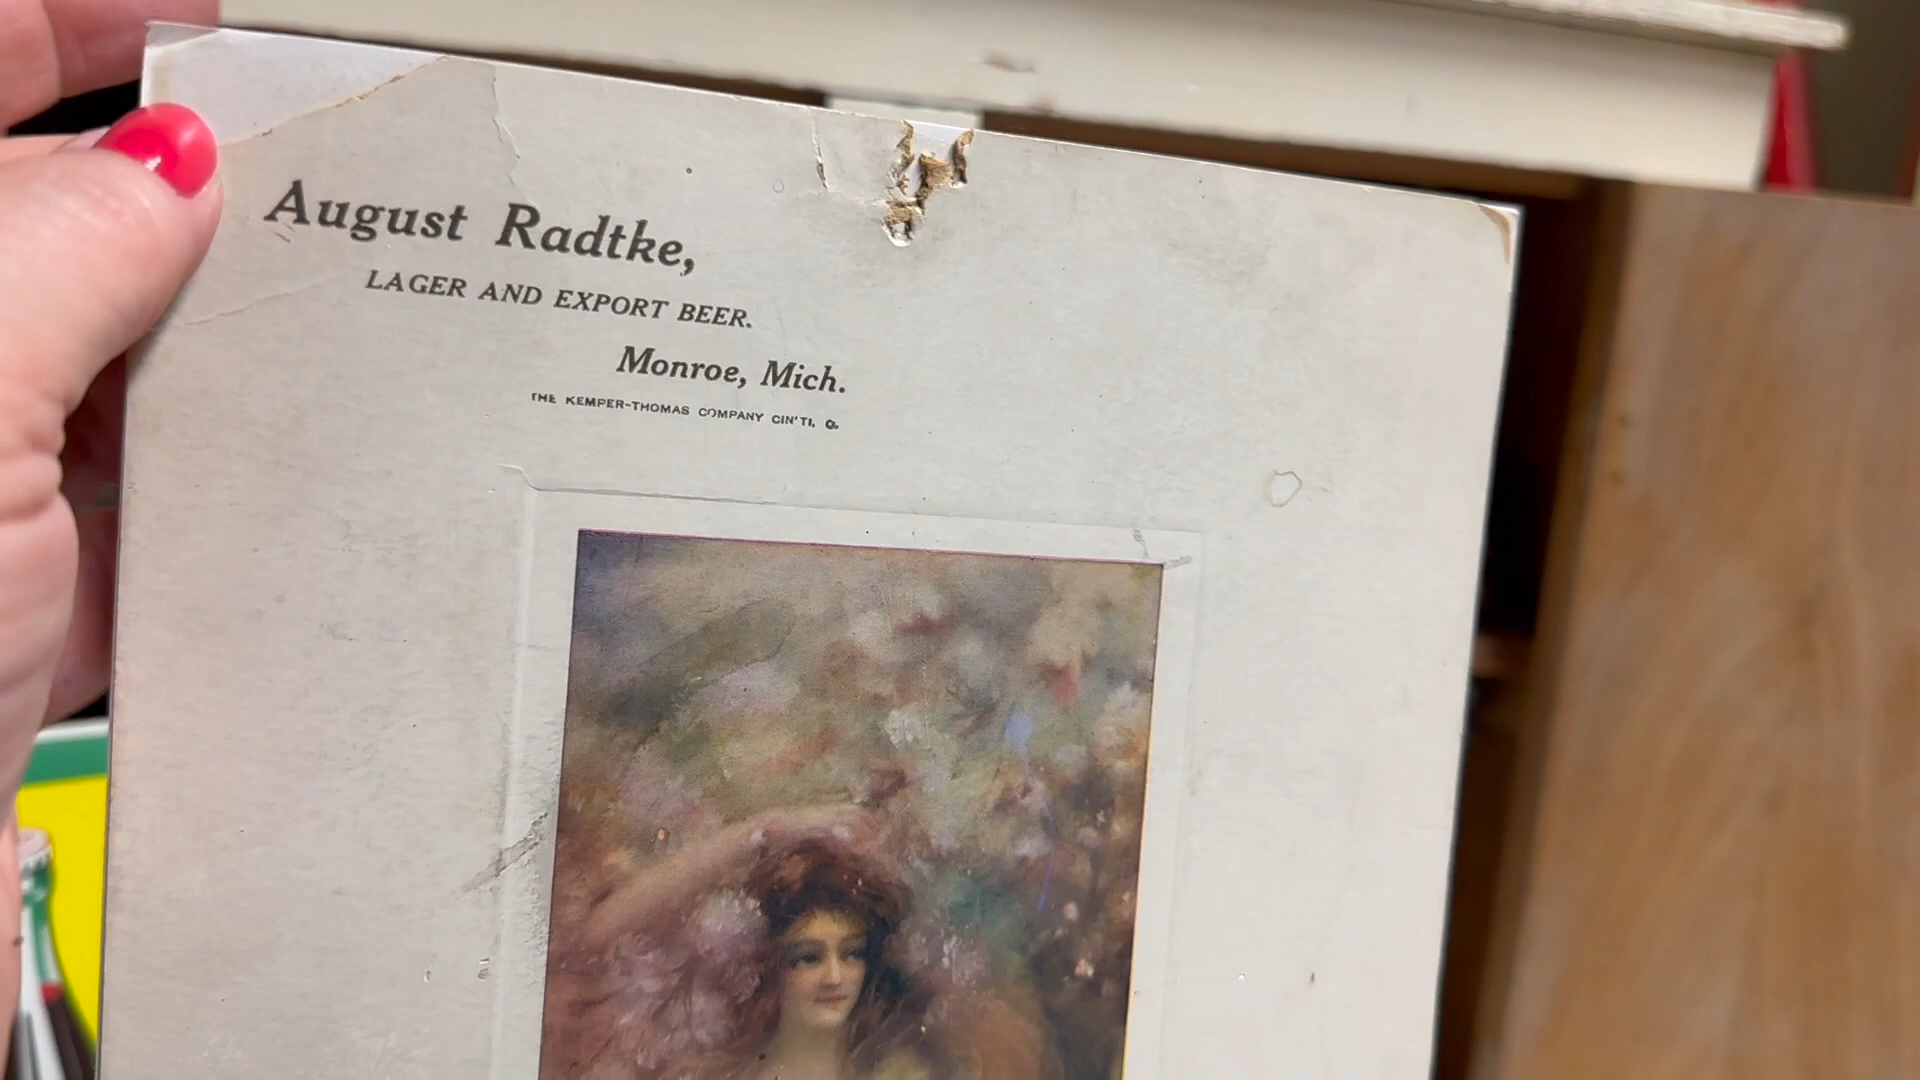 August Radtke,
LAGER AND EXPORT BEER.
Monroe, Mich.
THE KEMPER-THOMAS COMPANY CIN'TI, O.